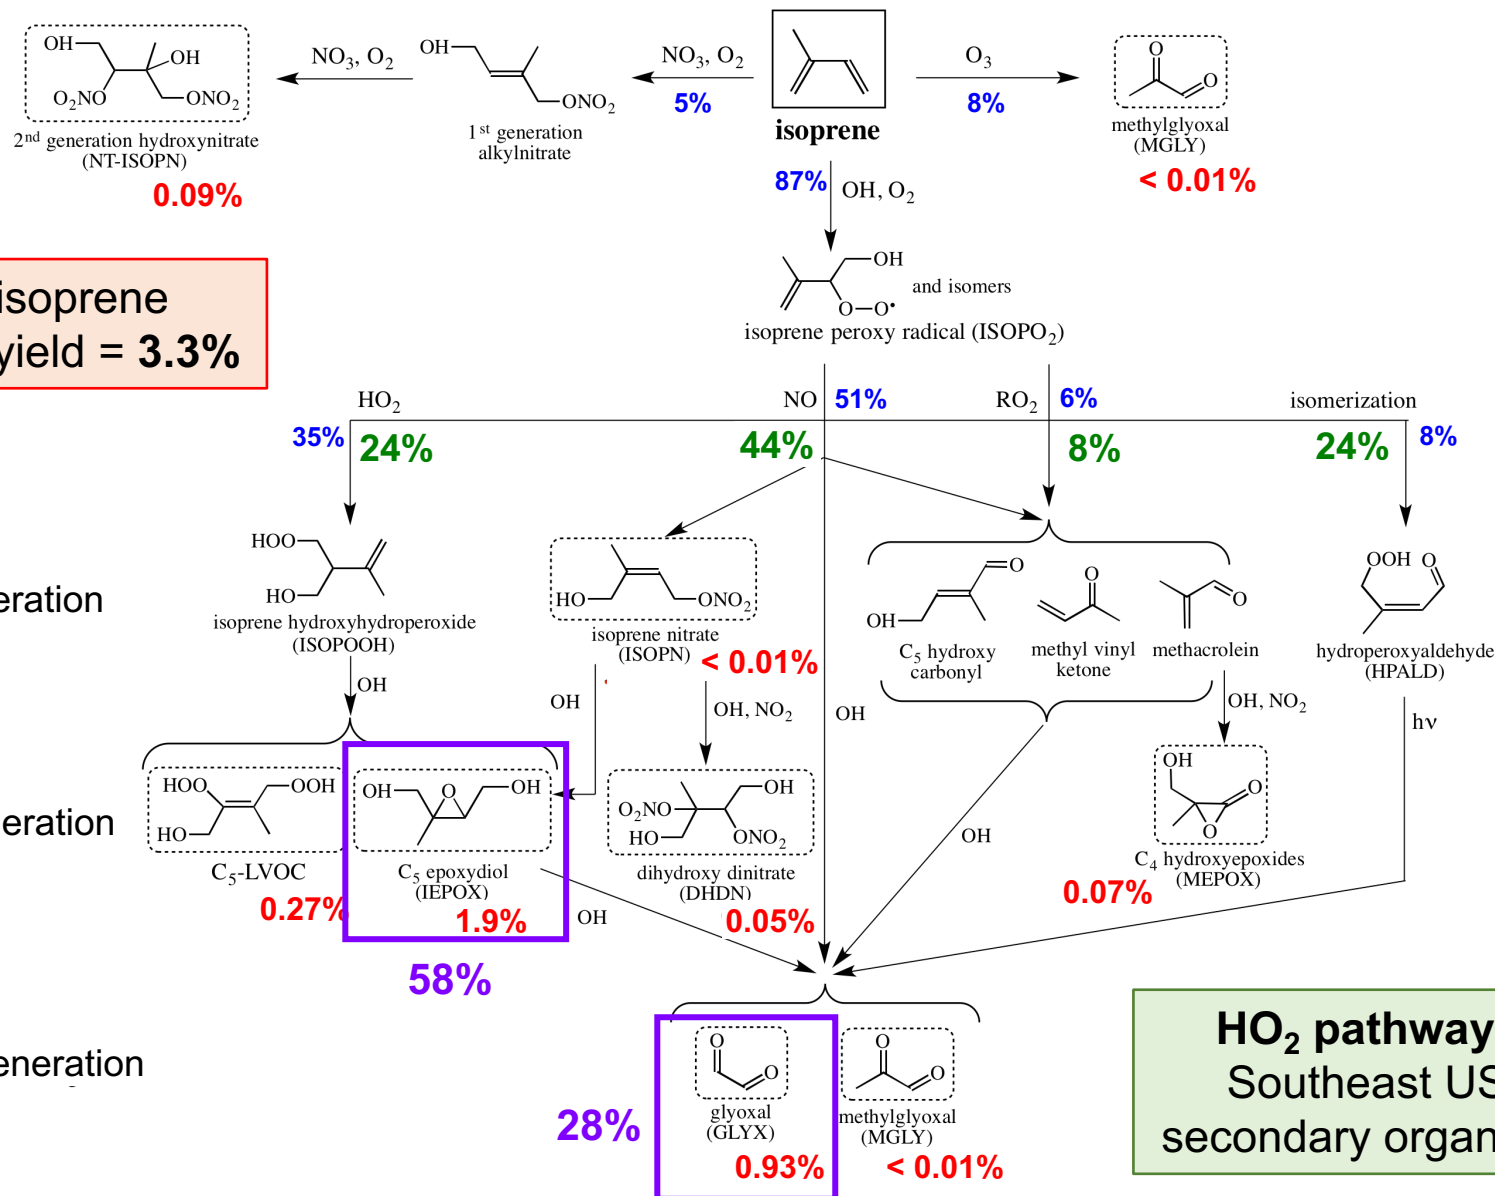 OH
OH
O₂NO
ONO₂
2nd generation hydroxynitrate
(NT-ISOPN)
0.09%
NO₃, O₂
OH
ONO₂
1st generation
alkylnitrate
NO₃, O₂
5%
isoprene
O₃
8%
O
O
methylglyoxal
(MGLY)
< 0.01%
87%
OH, O₂
OH
O—O•
and isomers
isoprene peroxy radical (ISOPO₂)
isoprene
yield = 3.3%
HO₂
35%
24%
NO
51%
44%
RO₂
6%
8%
isomerization
24%
8%
eration
HOO
HO
isoprene hydroxyhydroperoxide
(ISOPOOH)
OH
HO
ONO₂
isoprene nitrate
(ISOPN)
< 0.01%
OH
OH, NO₂
OH
O
OH
C₅ hydroxy
carbonyl
O
methyl vinyl
ketone
O
methacrolein
OH, NO₂
OOH
O
hydroperoxyaldehyde
(HPALD)
hν
eration
HOO
OOH
HO
C₅-LVOC
0.27%
OH
O
OH
C₅ epoxydiol
(IEPOX)
1.9%
58%
OH
O₂NO
OH
HO
ONO₂
dihydroxy dinitrate
(DHDN)
0.05%
OH
OH
O
O
C₄ hydroxyepoxides
(MEPOX)
0.07%
eneration
O
O
glyoxal
(GLYX)
0.93%
28%
O
O
methylglyoxal
(MGLY)
< 0.01%
HO₂ pathway
Southeast US
secondary organ